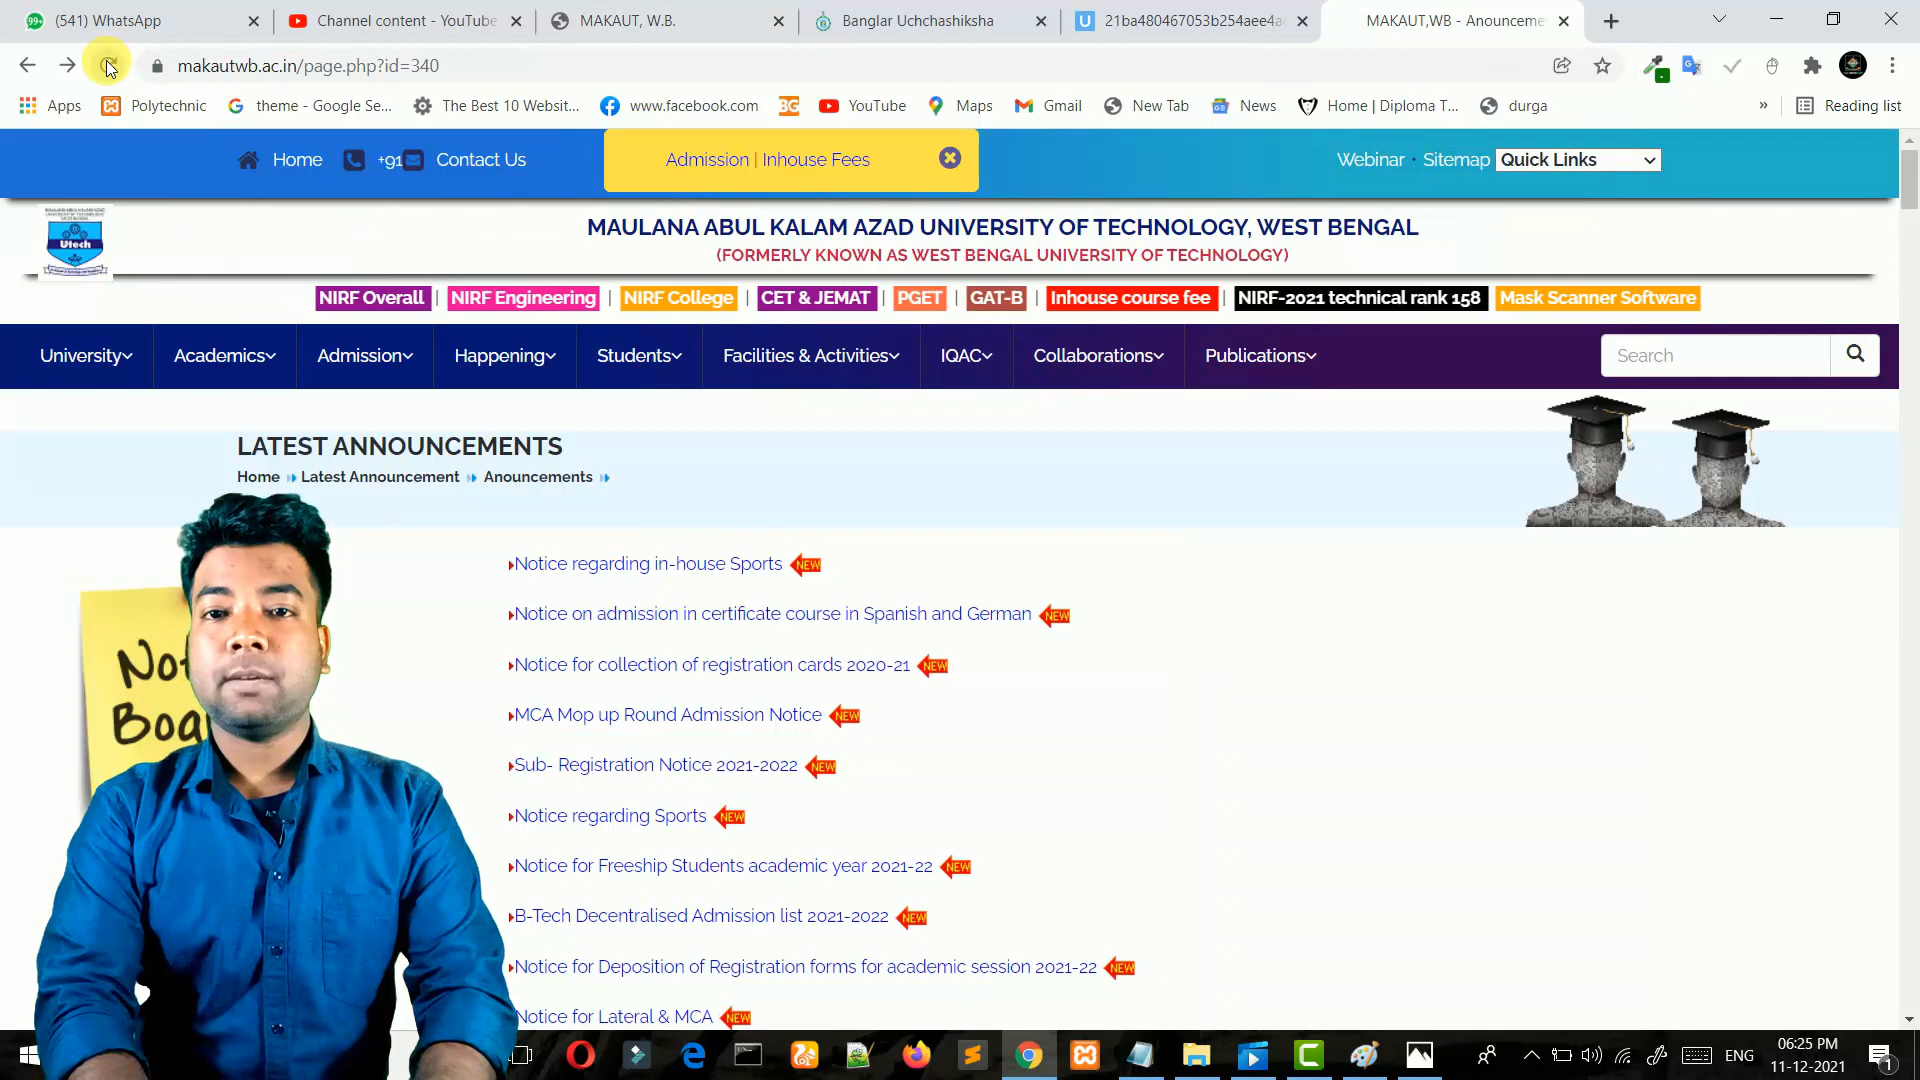 (541) WhatsApp
Channel content - YouTube
MAKAUT, W.B.
Banglar Uchchashiksha
21ba480467053b254aee4a
MAKAUT,WB - Anounceme
makautwb.ac.in/page.php?id=340
Apps
Polytechnic
theme - Google Se...
The Best 10 Websit...
www.facebook.com
YouTube
Maps
Gmail
New Tab
News
Home | Diploma T...
durga
»
Reading list
Home
+91
Contact Us
Admission | Inhouse Fees
Webinar · Sitemap
Quick Links
Utech
MAULANA ABUL KALAM AZAD UNIVERSITY OF TECHNOLOGY, WEST BENGAL
(FORMERLY KNOWN AS WEST BENGAL UNIVERSITY OF TECHNOLOGY)
NIRF Overall | NIRF Engineering | NIRF College | CET & JEMAT | PGET | GAT-B | Inhouse course fee | NIRF-2021 technical rank 158 Mask Scanner Software
University
Academics
Admission
Happening
Students
Facilities & Activities
IQAC
Collaborations
Publications
Search
LATEST ANNOUNCEMENTS
Home Latest Announcement Anouncements
Notice regarding in-house Sports NEW
Notice on admission in certificate course in Spanish and German NEW
Notice for collection of registration cards 2020-21 NEW
MCA Mop up Round Admission Notice NEW
Sub- Registration Notice 2021-2022 NEW
Notice regarding Sports NEW
Notice for Freeship Students academic year 2021-22 NEW
B-Tech Decentralised Admission list 2021-2022 NEW
Notice for Deposition of Registration forms for academic session 2021-22 NEW
Notice for Lateral & MCA NEW
ENG
06:25 PM
11-12-2021
1